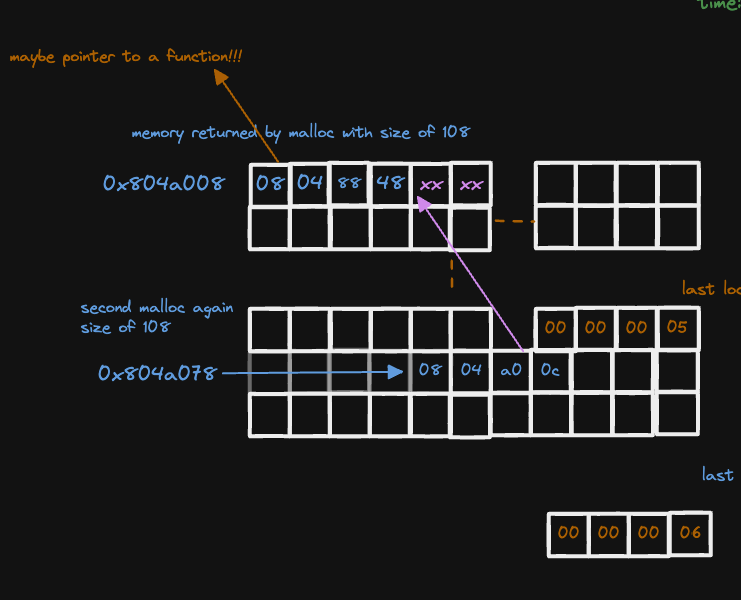 time:
maybe pointer to a function!!!
memory returned by malloc with size of 108
0x804a008 08 04 88 48 xx xx
last loc
second malloc again
size of 108
00 00 00 05
0x804a078 08 04 a0 0c
last
00 00 00 06